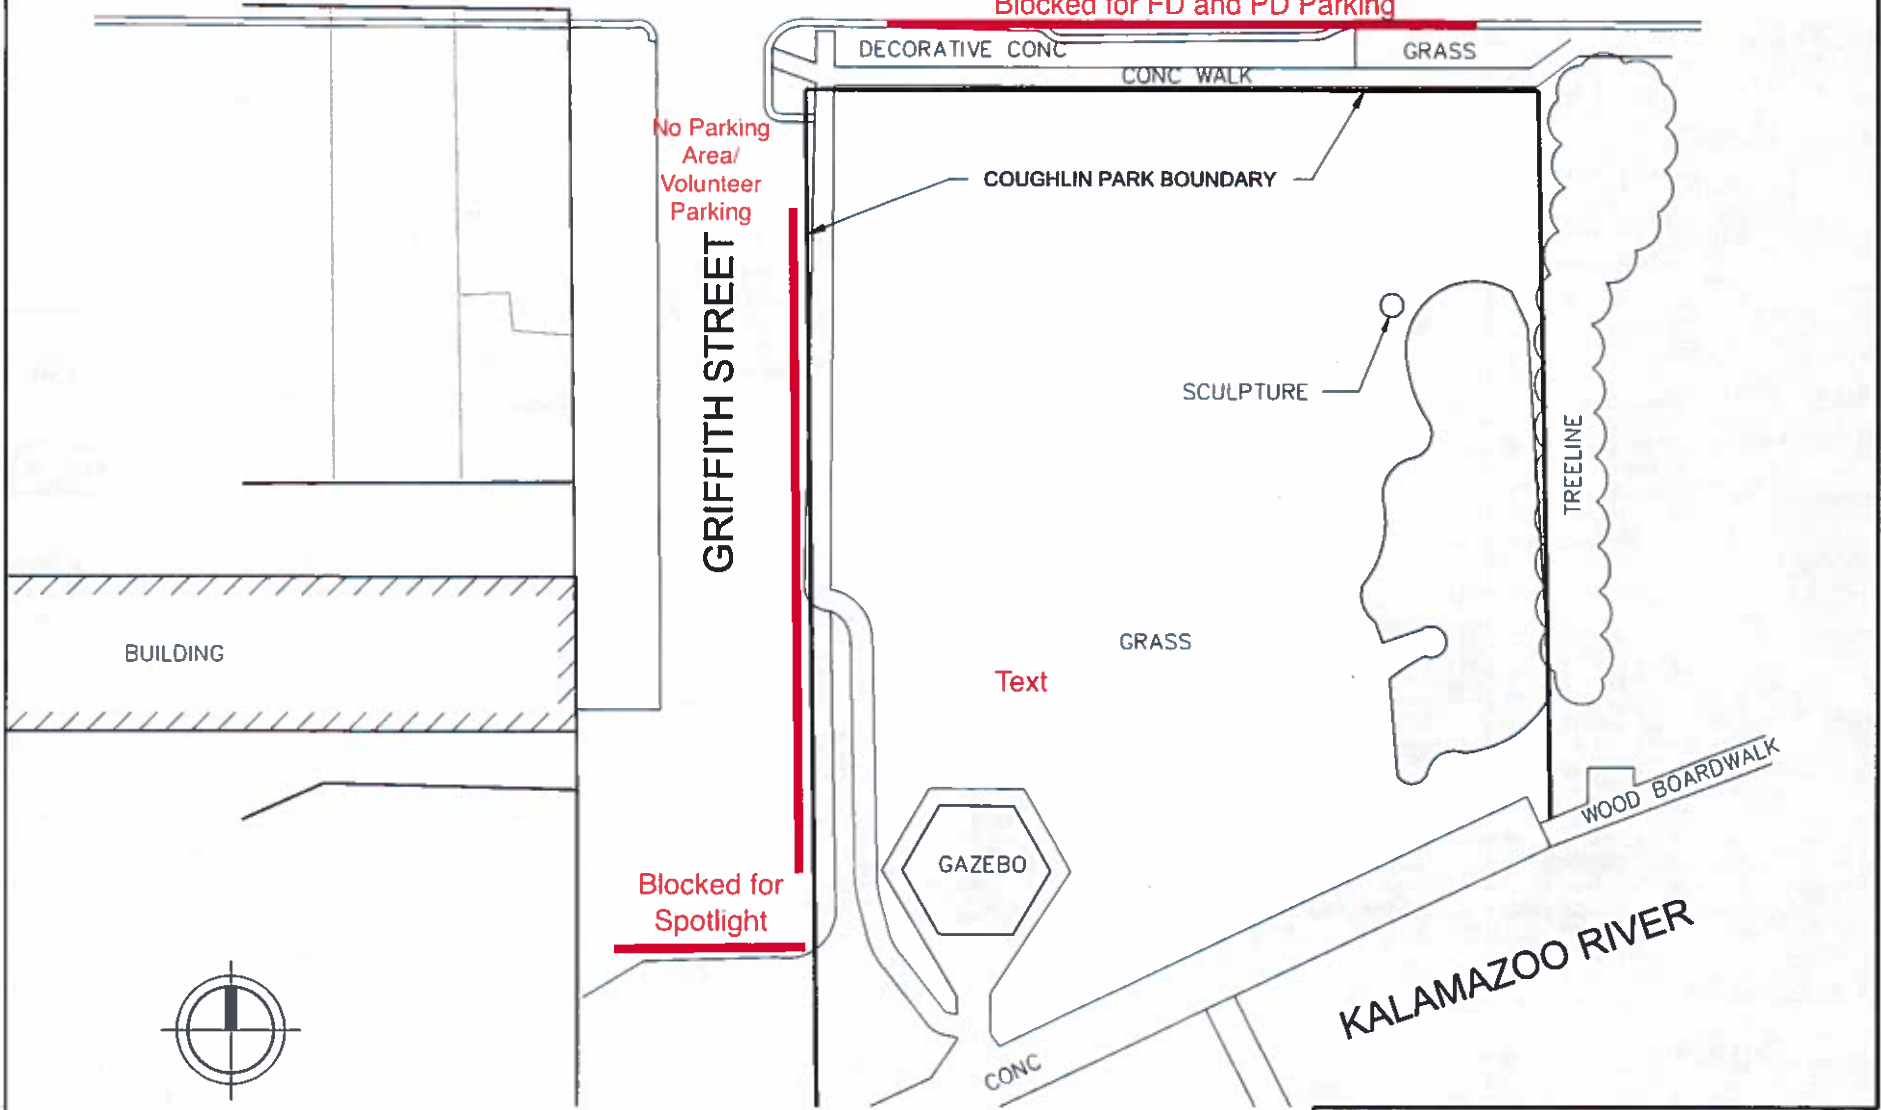 Blocked for FD and PD Parking
DECORATIVE CONC
GRASS
CONC WALK
No Parking
Area/
Volunteer
Parking
COUGHLIN PARK BOUNDARY
GRIFFITH STREET
SCULPTURE
TREELINE
BUILDING
GRASS
Text
WOOD BOARDWALK
GAZEBO
Blocked for
Spotlight
KALAMAZOO RIVER
CONC